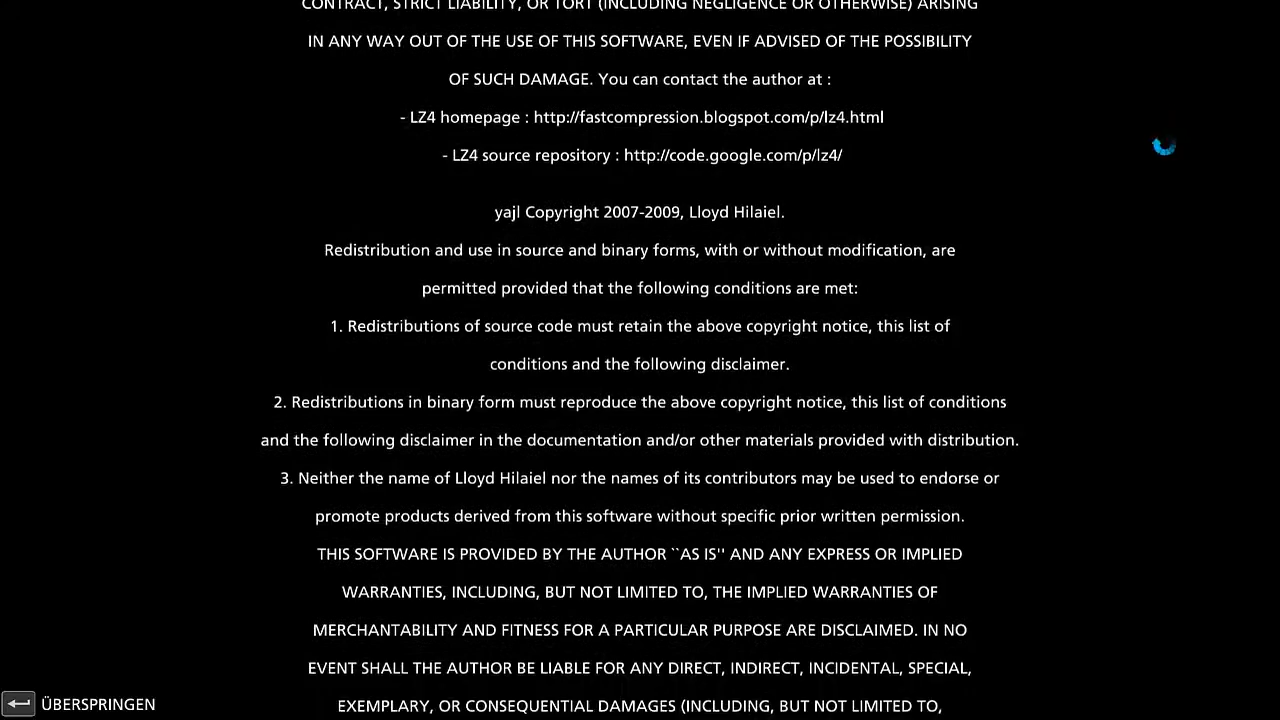 CONTRACT, STRICT LIABILITY, OR TORT (INCLUDING NEGLIGENCE OR OTHERWISE) ARISING
IN ANY WAY OUT OF THE USE OF THIS SOFTWARE, EVEN IF ADVISED OF THE POSSIBILITY
OF SUCH DAMAGE. You can contact the author at :
- LZ4 homepage : http://fastcompression.blogspot.com/p/lz4.html
- LZ4 source repository : http://code.google.com/p/lz4/
yajl Copyright 2007-2009, Lloyd Hilaiel.
Redistribution and use in source and binary forms, with or without modification, are
permitted provided that the following conditions are met:
1. Redistributions of source code must retain the above copyright notice, this list of
conditions and the following disclaimer.
2. Redistributions in binary form must reproduce the above copyright notice, this list of conditions
and the following disclaimer in the documentation and/or other materials provided with distribution.
3. Neither the name of Lloyd Hilaiel nor the names of its contributors may be used to endorse or
promote products derived from this software without specific prior written permission.
THIS SOFTWARE IS PROVIDED BY THE AUTHOR ``AS IS'' AND ANY EXPRESS OR IMPLIED
WARRANTIES, INCLUDING, BUT NOT LIMITED TO, THE IMPLIED WARRANTIES OF
MERCHANTABILITY AND FITNESS FOR A PARTICULAR PURPOSE ARE DISCLAIMED. IN NO
EVENT SHALL THE AUTHOR BE LIABLE FOR ANY DIRECT, INDIRECT, INCIDENTAL, SPECIAL,
EXEMPLARY, OR CONSEQUENTIAL DAMAGES (INCLUDING, BUT NOT LIMITED TO,
ÜBERSPRINGEN